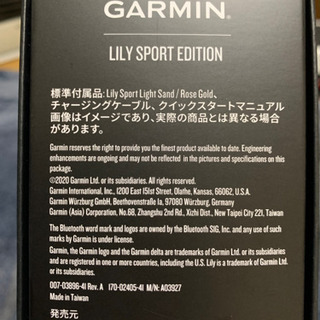 GARMIN®
LILY SPORT EDITION
標準付属品: Lily Sport Light Sand / Rose Gold、
チャージングケーブル、クイックスタートマニュアル
画像はイメージであり、実際の商品とは異なる場合
があります。
Garmin reserves the right to provide you the finest product available to date. Engineering
enhancements are ongoing and may not be reflected in the pictures and specifications on this
package.
©2020 Garmin Ltd. or its subsidiaries. All rights reserved.
Garmin International, Inc., 1200 East 151st Street, Olathe, Kansas, 66062, U.S.A.
Garmin Würzburg GmbH, Beethovenstraße 1a, 97080 Germany
Garmin (Asia) Corporation, No.68, Zhangshu 2nd Rd., Xizhi Dist., New Taipei City 221,
Taiwan
The Bluetooth word mark and logos are owned by the Bluetooth SIG, Inc. and any use of
such marks by Garmin is under license.
Garmin, the Garmin logo and the Garmin delta are trademarks of Garmin Ltd. or its subsidiaries, and
are registered in one or more countries, including the U.S. Lily is a trademark of Garmin Ltd.
or its subsidiaries.
007-03896-41 Rev. A 170-02405-41 M/N: A03927
Made in Taiwan
発売元